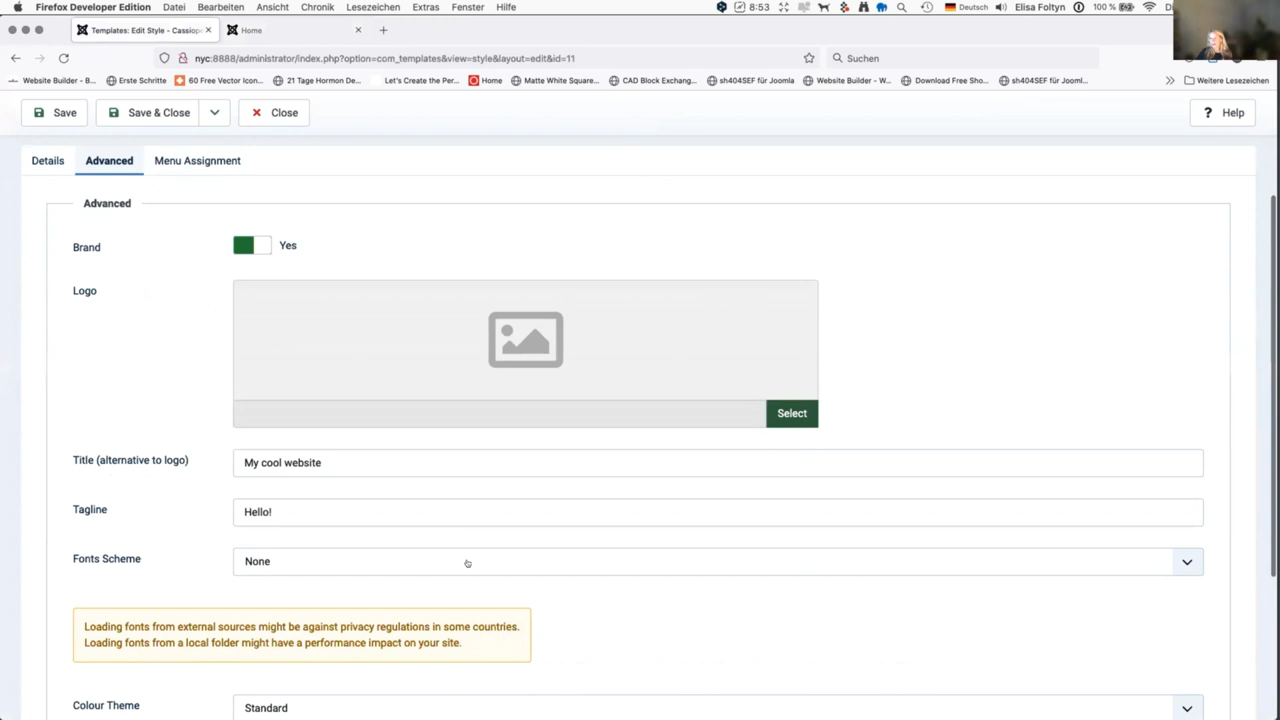 Firefox Developer Edition Datei Bearbeiten Ansicht Chronik Lesezeichen Extras Fenster Hilfe 8:53 Deutsch Elisa Foltyn 100 %
Templates: Edit Style - Cassiop Home
nyc:8888/administrator/index.php?option=com_templates&view=style&layout=edit&id=11 Suchen
Website Builder - B... Erste Schritte 60 Free Vector Icon... 21 Tage Hormon De... Let's Create the Per... Home Matte White Square... CAD Block Exchang... sh404SEF für Joomla Website Builder - W... Download Free Sho... sh404SEF für Jooml... Weitere Lesezeichen
Save Save & Close Close Help
Details Advanced Menu Assignment
Advanced
Brand Yes
Logo
Select
Title (alternative to logo) My cool website
Tagline Hello!
Fonts Scheme None
Loading fonts from external sources might be against privacy regulations in some countries.
Loading fonts from a local folder might have a performance impact on your site.
Colour Theme Standard